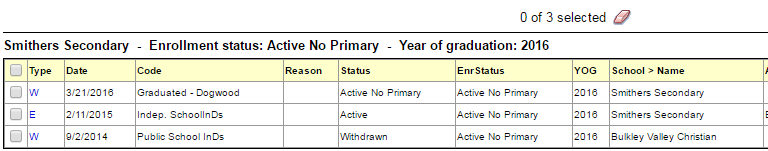 0 of 3 selected
Smithers Secondary - Enrollment status: Active No Primary - Year of graduation: 2016
Type Date Code Reason Status EnrStatus YOG School > Name
W 3/21/2016 Graduated - Dogwood Active No Primary Active No Primary 2016 Smithers Secondary
E 2/11/2015 Indep. SchoolInDs Active Active No Primary 2016 Smithers Secondary
W 9/2/2014 Public School InDs Withdrawn Active No Primary 2016 Bulkley Valley Christian